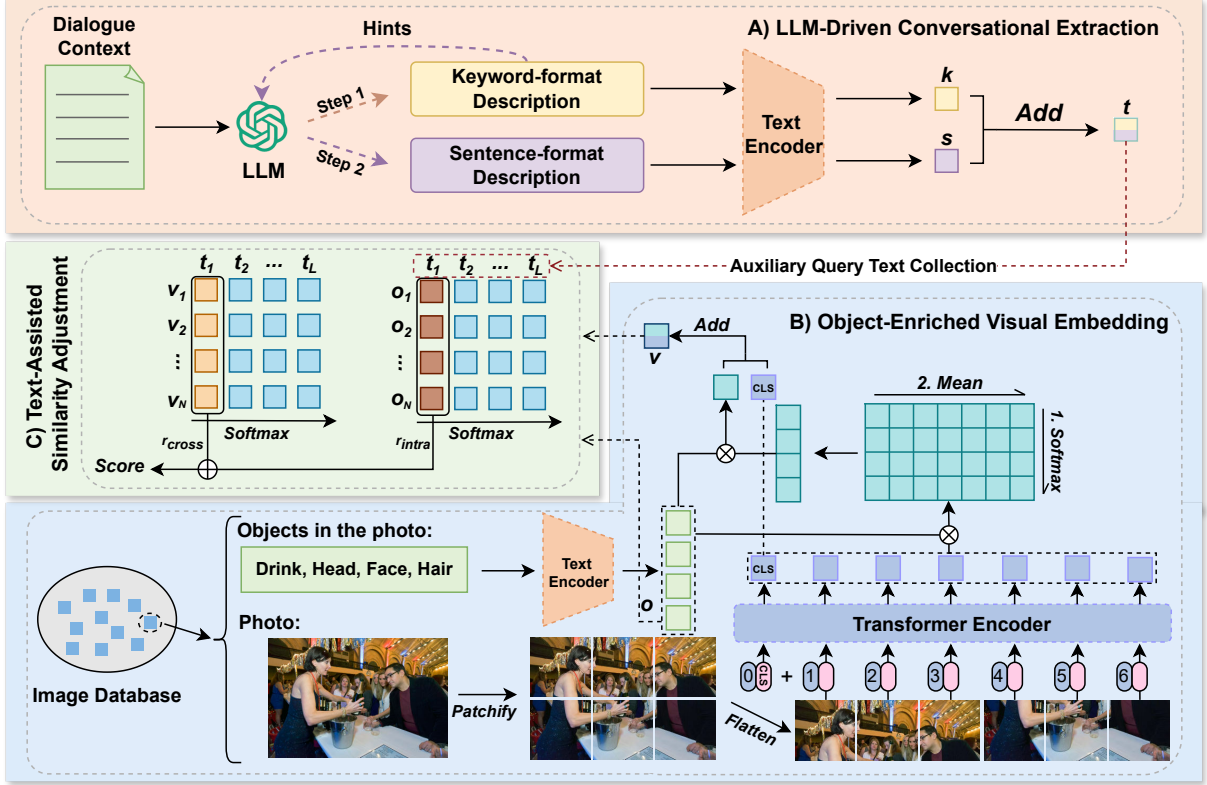 Dialogue
Context
Hints
A) LLM-Driven Conversational Extraction
Step 1
Keyword-format
Description
LLM
Step 2
Sentence-format
Description
Text
Encoder
k
s
Add
t
Auxiliary Query Text Collection
C) Text-Assisted
Similarity Adjustment
t1 t2 ... tL
v1
v2
...
vN
Softmax
rcross
t1 t2 ... tL
o1
o2
...
oN
Softmax
rintra
Score
B) Object-Enriched Visual Embedding
Add
v
CLS
2. Mean
1. Softmax
Image Database
Objects in the photo:
Drink, Head, Face, Hair
Text
Encoder
o
Photo:
Patchify
Flatten
CLS
Transformer Encoder
0 CLS + 1 2 3 4 5 6